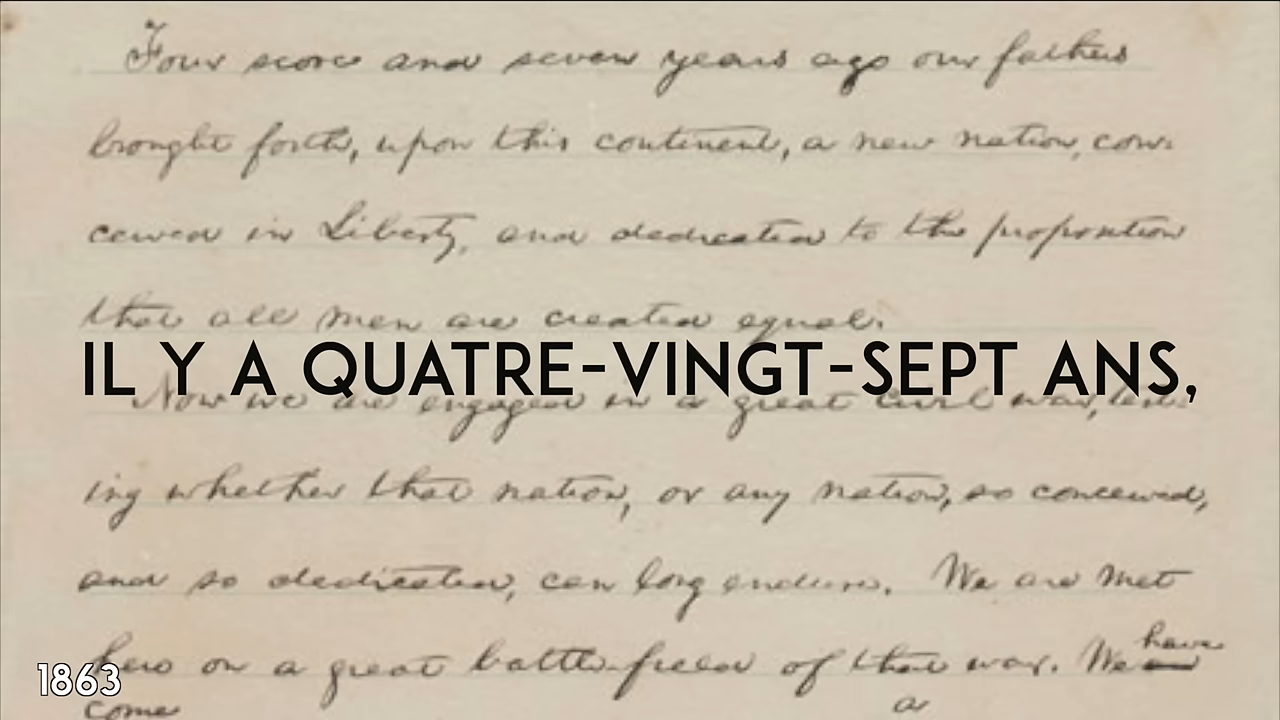 Four score and seven years ago our fathers
brought forth, upon this continent, a new nation, con-
ceived in Liberty, and dedicated to the proposition
that all men are created equal.
IL Y A QUATRE-VINGT-SEPT ANS,
Now we are engaged in a great civil war, test-
ing whether that nation, or any nation, so conceived,
and so dedicated, can long endure. We are met
here on a great battle-field of that war. We have
are
come a
1863